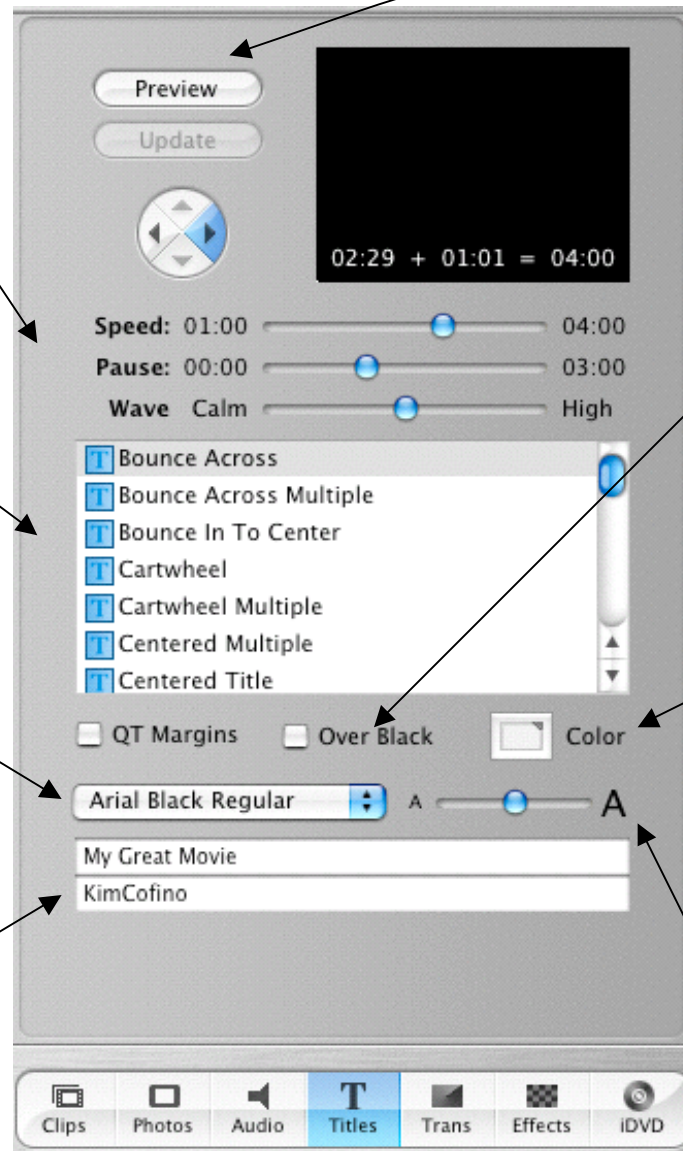 Preview
Update
02:29 + 01:01 = 04:00
Speed: 01:00 04:00
Pause: 00:00 03:00
Wave Calm High
T Bounce Across
T Bounce Across Multiple
T Bounce In To Center
T Cartwheel
T Cartwheel Multiple
T Centered Multiple
T Centered Title
QT Margins Over Black Color
Arial Black Regular A A
My Great Movie
KimCofino
T
Clips Photos Audio Titles Trans Effects iDVD